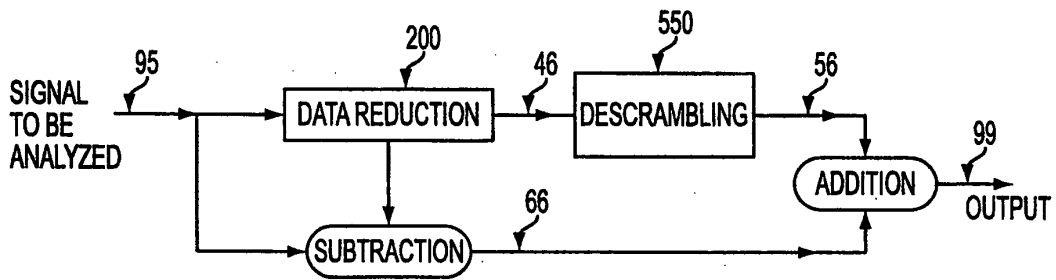 200
550
95
46
56
SIGNAL
TO BE
ANALYZED
DATA REDUCTION
DESCRAMBLING
99
ADDITION
OUTPUT
66
SUBTRACTION